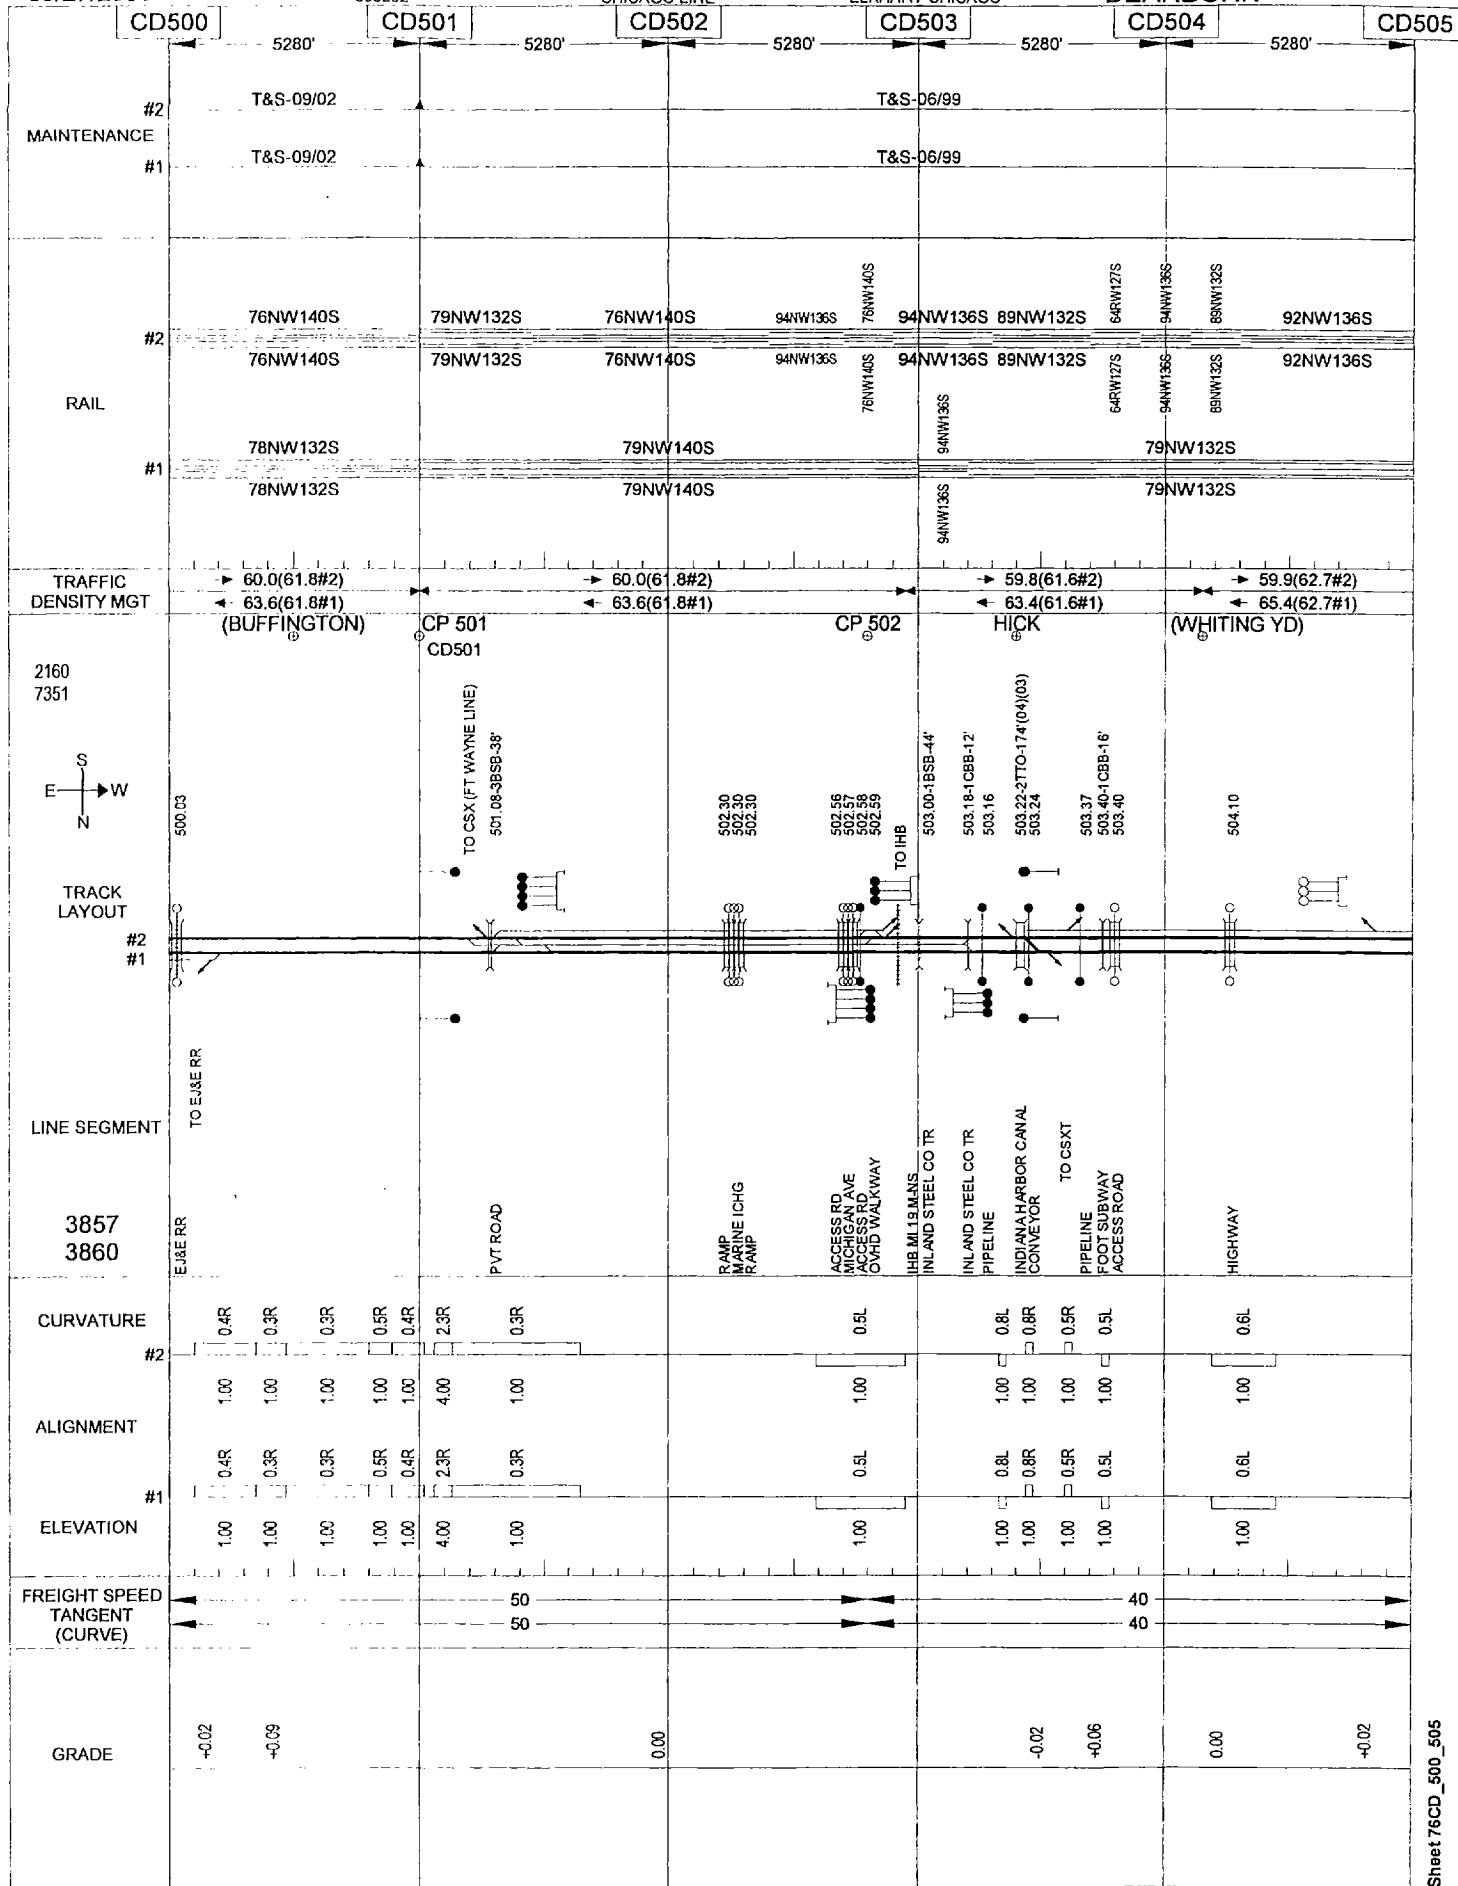 CHICAGO LINE
CD500 CD501 CD502 CD503 CD504 CD505
5280' 5280' 5280' 5280' 5280'
#2 T&S-09/02 T&S-06/99
MAINTENANCE
#1 T&S-09/02 T&S-06/99
76NW140S 79NW132S 76NW140S 94NW136S 76NW140S 94NW136S 89NW132S 64RW127S 94NW136S 89NW132S 92NW136S
#2
76NW140S 79NW132S 76NW140S 94NW136S 76NW140S 94NW136S 89NW132S 64RW127S 94NW136S 89NW132S 92NW136S
RAIL
78NW132S 79NW140S 94NW136S 79NW132S
#1
78NW132S 79NW140S 94NW136S 79NW132S
TRAFFIC
DENSITY MGT
60.0(61.8#2) 60.0(61.8#2) 59.8(61.6#2) 59.9(62.7#2)
63.6(61.8#1) 63.6(61.8#1) 63.4(61.6#1) 65.4(62.7#1)
(BUFFINGTON) CP 501 CP 502 HICK (WHITING YD)
CD501
2160
7351
S
E W
N
500.03
TO CSX (FT WAYNE LINE)
501.08-3BSB-38'
502.30
502.30
502.30
502.56
502.57
502.58
502.59
TO IHB
503.00-1BSB-44'
503.18-1CBB-12'
503.16
503.22-2TTO-174'(04)(03)
503.24
503.37
503.40-1CBB-16'
503.40
504.10
TRACK
LAYOUT
#2
#1
LINE SEGMENT
3857
3860
EJ&E RR
TO EJ&E RR
PVT ROAD
RAMP
MARINE ICHG
RAMP
ACCESS RD
MICHIGAN AVE
ACCESS RD
OVHD WALKWAY
IHB MI 19 M-NS
INLAND STEEL CO TR
INLAND STEEL CO TR
PIPELINE
INDIANA HARBOR CANAL
CONVEYOR
TO CSXT
PIPELINE
FOOT SUBWAY
ACCESS ROAD
HIGHWAY
CURVATURE
0.4R 0.3R 0.3R 0.5R 0.4R 2.3R 0.3R 0.5L 0.8L 0.8R 0.5R 0.5L 0.6L
#2
1.00 1.00 1.00 1.00 1.00 4.00 1.00 1.00 1.00 1.00 1.00 1.00 1.00
ALIGNMENT
0.4R 0.3R 0.3R 0.5R 0.4R 2.3R 0.3R 0.5L 0.8L 0.8R 0.5R 0.5L 0.6L
#1
ELEVATION
1.00 1.00 1.00 1.00 1.00 4.00 1.00 1.00 1.00 1.00 1.00 1.00 1.00
FREIGHT SPEED
TANGENT
(CURVE)
50 40
50 40
GRADE
+0.02 +0.09 0.00 -0.02 +0.06 0.00 +0.02
Sheet 76CD_500_505